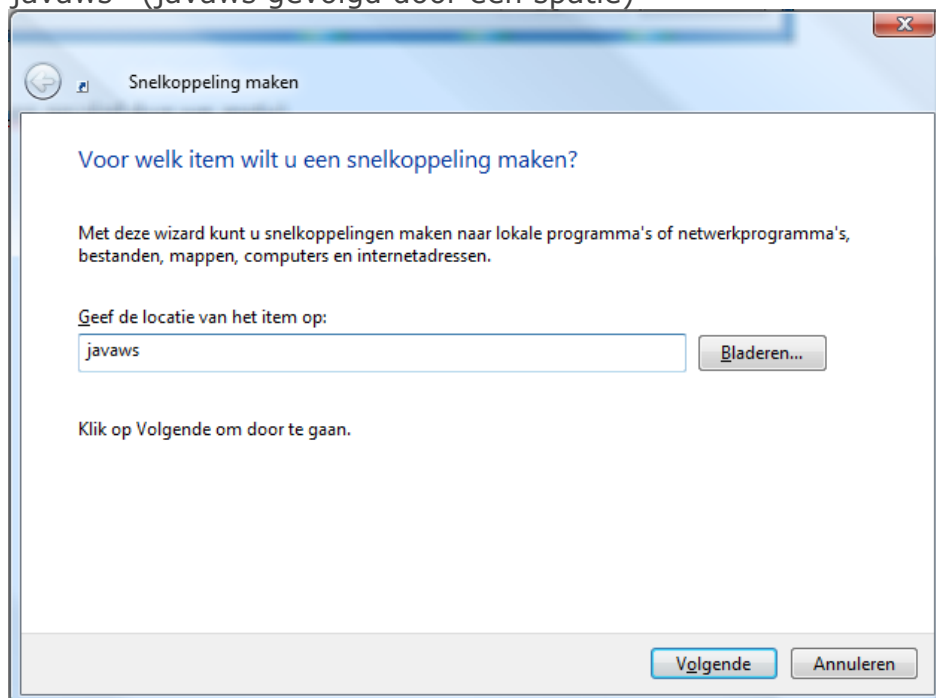 javaws" (javaws gevolgd door een spatie)
Snelkoppeling maken
Voor welk item wilt u een snelkoppeling maken?
Met deze wizard kunt u snelkoppelingen maken naar lokale programma's of netwerkprogramma's,
bestanden, mappen, computers en internetadressen.
Geef de locatie van het item op:
javaws
Bladeren...
Klik op Volgende om door te gaan.
Volgende
Annuleren